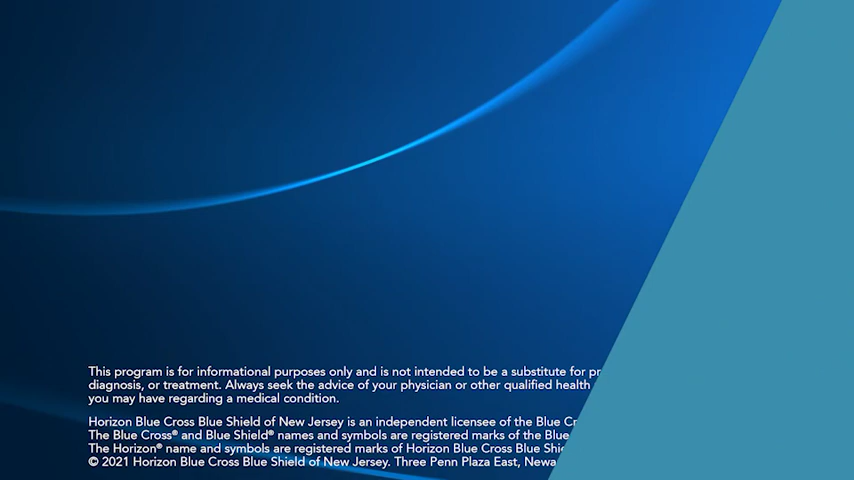 This program is for informational purposes only and is not intended to be a substitute for pr
diagnosis, or treatment. Always seek the advice of your physician or other qualified health
you may have regarding a medical condition.
Horizon Blue Cross Blue Shield of New Jersey is an independent licensee of the Blue Cr
The Blue Cross® and Blue Shield® names and symbols are registered marks of the Blue
The Horizon® name and symbols are registered marks of Horizon Blue Cross Blue Shie
© 2021 Horizon Blue Cross Blue Shield of New Jersey. Three Penn Plaza East, Newa